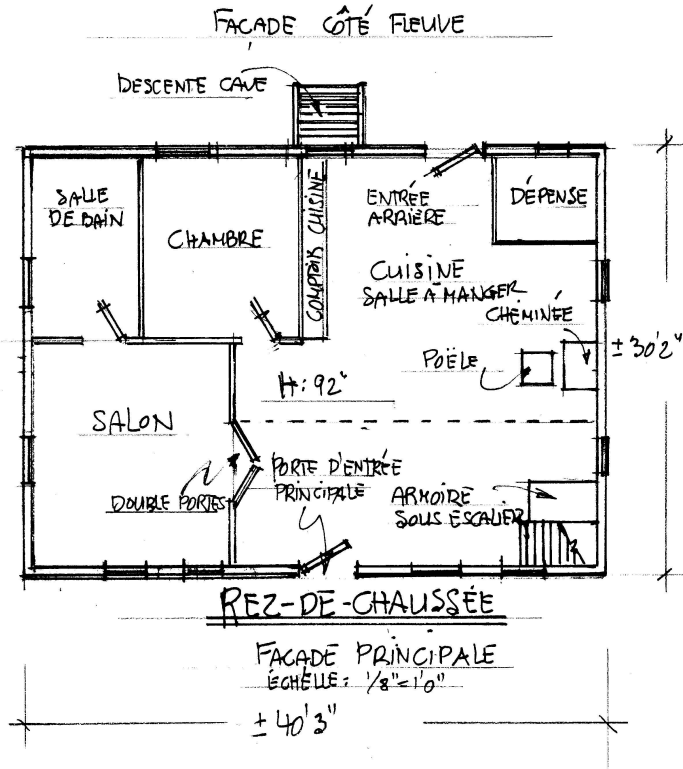 FAÇADE CÔTÉ FLEUVE
DESCENTE CAVE
SALLE
DE BAIN
CHAMBRE
COMPTOIR CUISINE
ENTRÉE
ARRIÈRE
DÉPENSE
CUISINE
SALLE À MANGER
CHEMINÉE
POËLE
± 30'2"
H: 92"
SALON
DOUBLE PORTES
PORTE D'ENTRÉE
PRINCIPALE
ARMOIRE
SOUS ESCALIER
REZ-DE-CHAUSSÉE
FACADE PRINCIPALE
ÉCHELLE: 1/8"=1'0"
± 40'3"